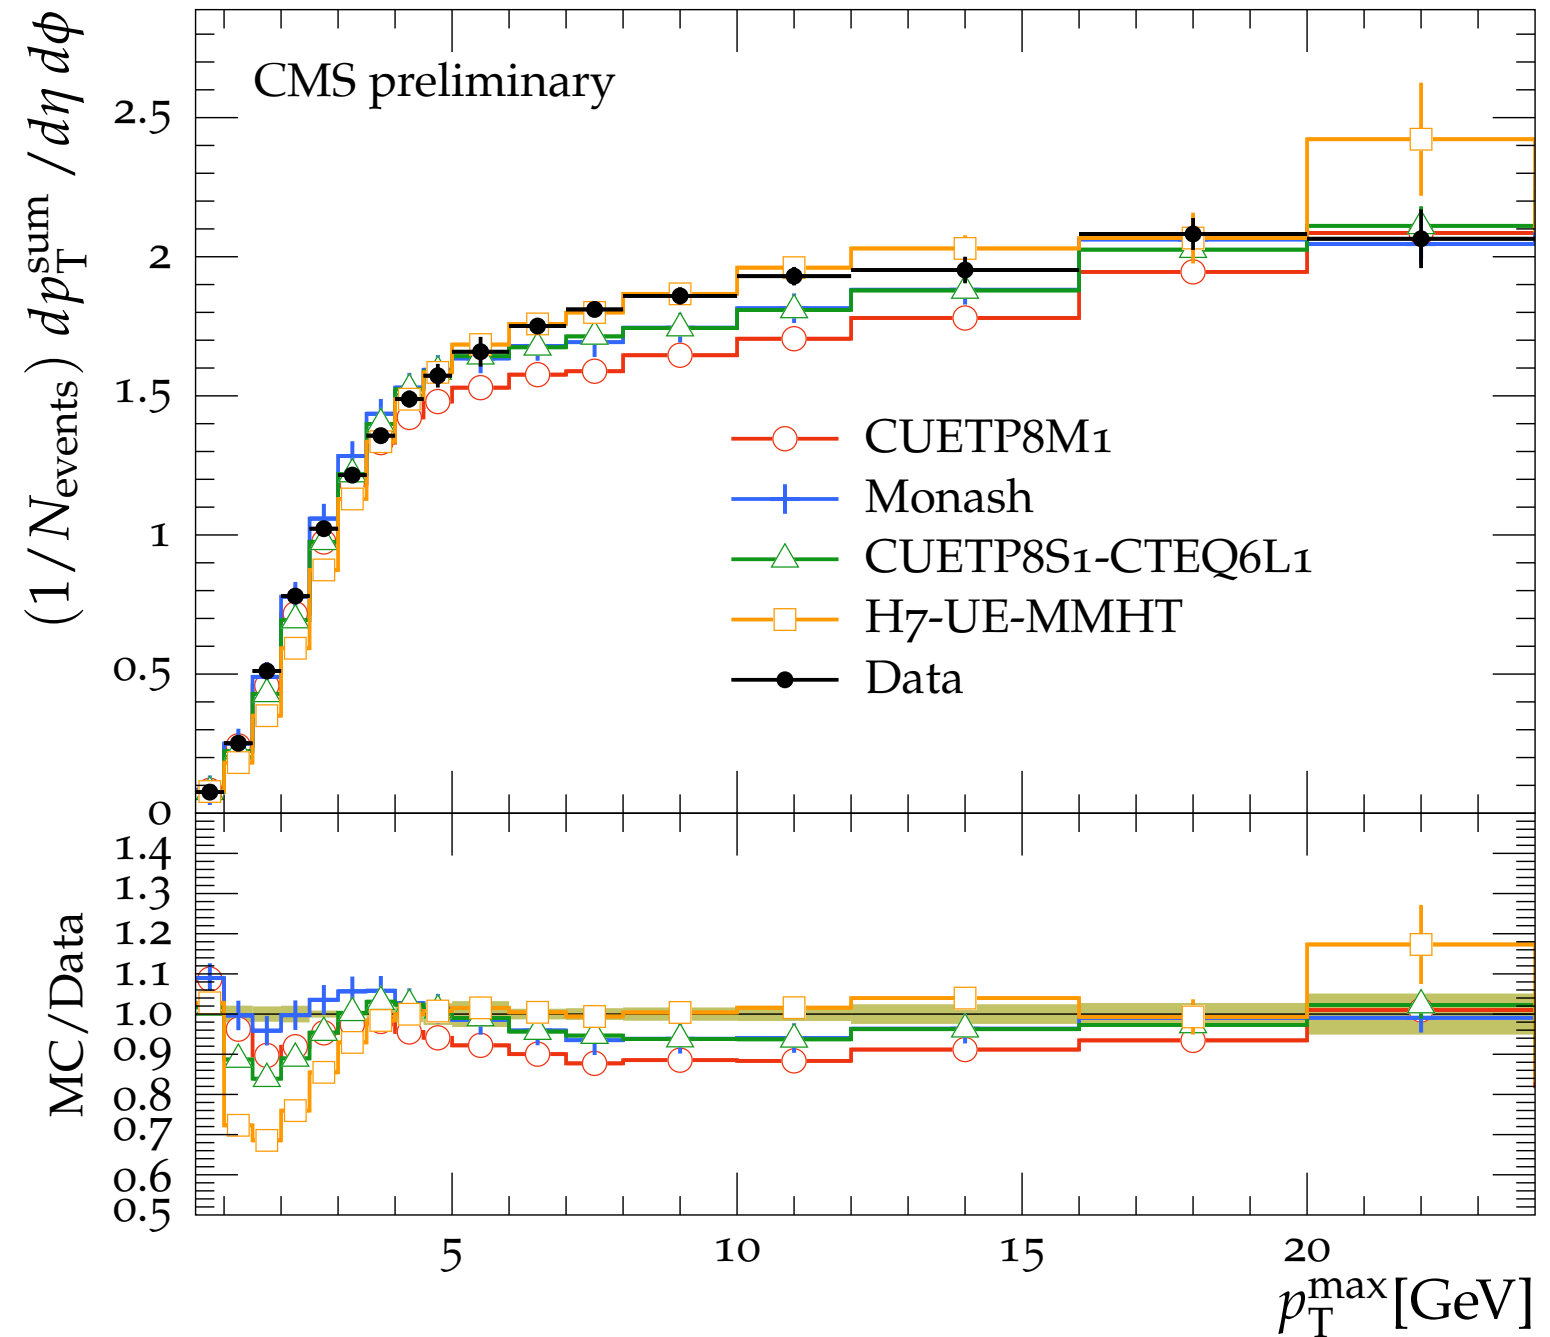 (1/N_events) dp_T^sum / dη dϕ
CMS preliminary
2.5
2
1.5
1
0.5
0
CUETP8M1
Monash
CUETP8S1-CTEQ6L1
H7-UE-MMHT
Data
MC/Data
1.4
1.3
1.2
1.1
1.0
0.9
0.8
0.7
0.6
0.5
5 10 15 20
p_T^max [GeV]